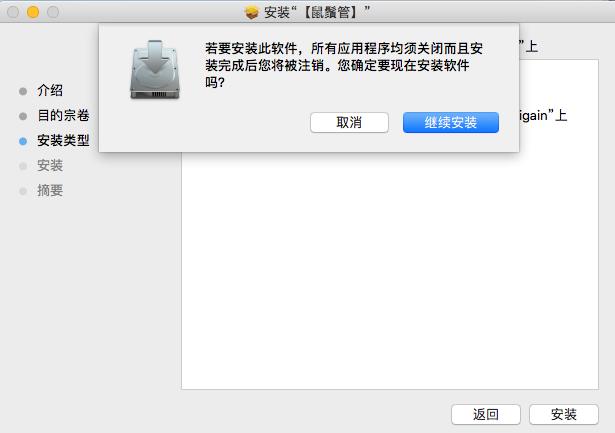 安装“【鼠鬚管】”
若要安装此软件，所有应用程序均须关闭而且安
装完成后您将被注销。您确定要现在安装软件
吗？
取消
继续安装
”上
igain”上
介绍
目的宗卷
安装类型
安装
摘要
返回
安装